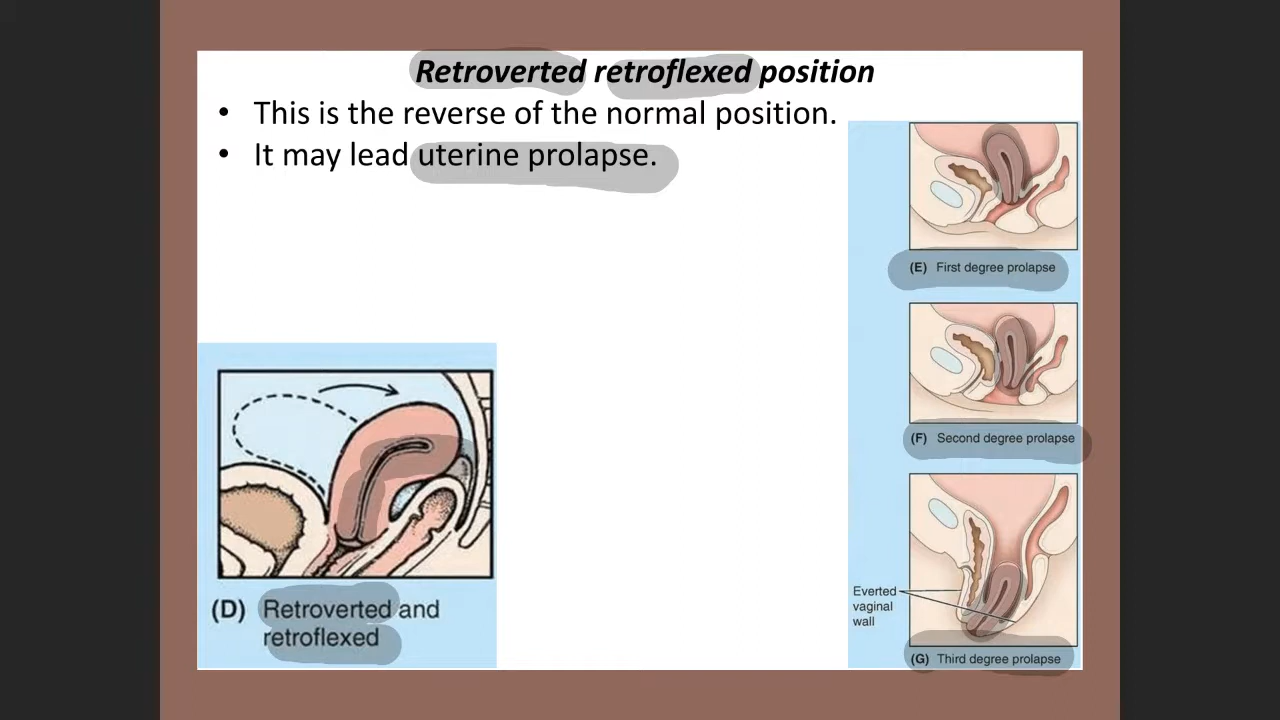 Retroverted retroflexed position
• This is the reverse of the normal position.
• It may lead uterine prolapse.
(E) First degree prolapse
(F) Second degree prolapse
Everted
vaginal
wall
(G) Third degree prolapse
(D) Retroverted and
retroflexed